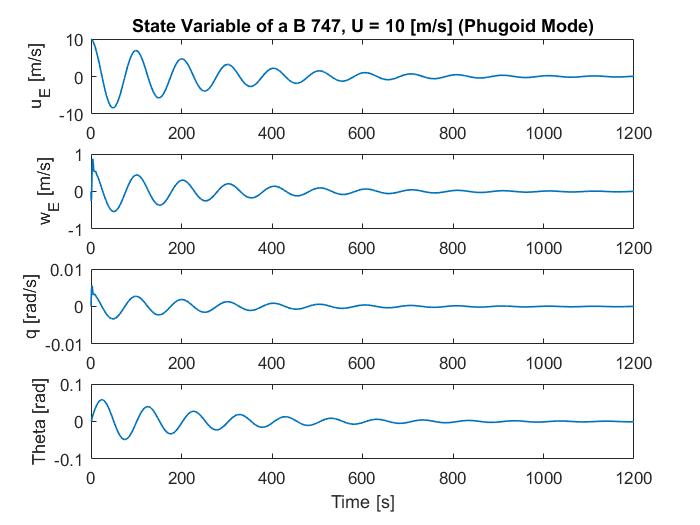 State Variable of a B 747, U = 10 [m/s] (Phugoid Mode)
10
0
-10
u_E [m/s]
0 200 400 600 800 1000 1200
1
0
-1
w_E [m/s]
0 200 400 600 800 1000 1200
0.01
0
-0.01
q [rad/s]
0 200 400 600 800 1000 1200
0.1
0
-0.1
Theta [rad]
0 200 400 600 800 1000 1200
Time [s]